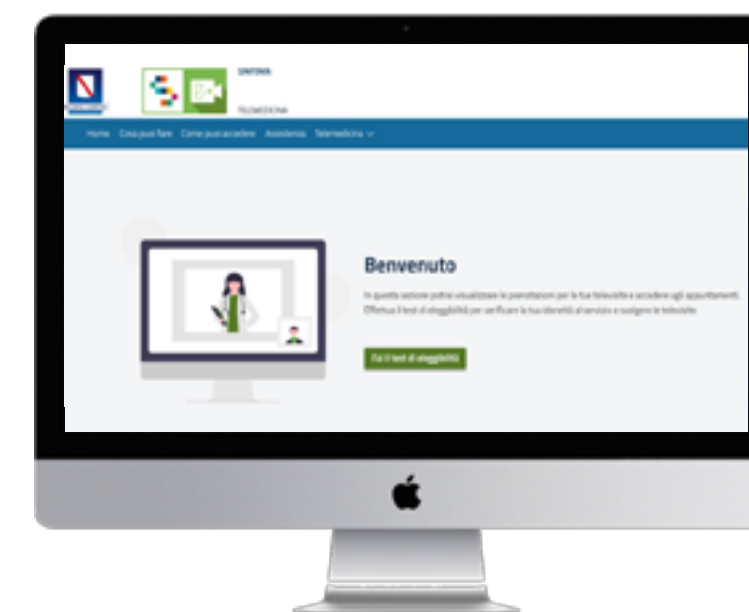 SINFONIA
TELEMEDICINA
Home Cosa puoi fare Come puoi accedere Assistenza Telemedicina
Benvenuto
In questa sezione potrai visualizzare le prenotazioni per le tue televisite e accedere agli appuntamenti.
Effettua il test di eleggibilità per verificare la tua idoneità al servizio e svolgere le televisite.
Fai il test di eleggibilità